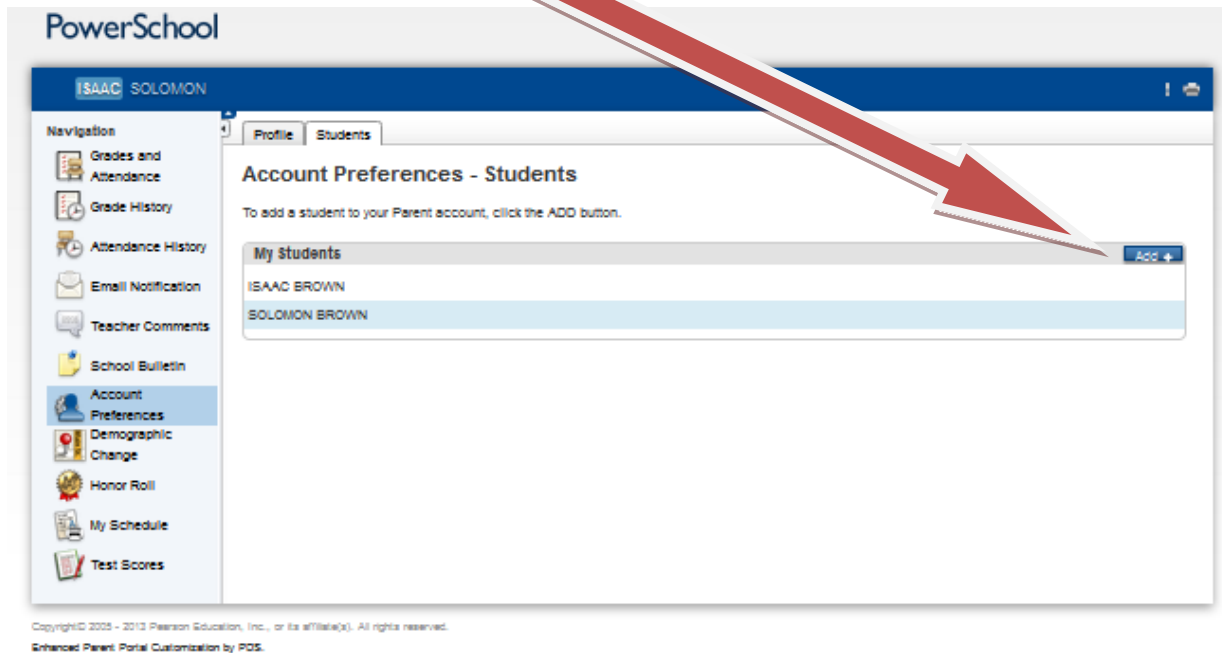 PowerSchool
ISAAC SOLOMON !
Navigation
Profile Students
Grades and
Attendance
Account Preferences - Students
Grade History
To add a student to your Parent account, click the ADD button.
Attendance History
My Students Add +
Email Notification
ISAAC BROWN
Teacher Comments
SOLOMON BROWN
School Bulletin
Account
Preferences
Demographic
Change
Honor Roll
My Schedule
Test Scores
Copyright© 2005 - 2013 Pearson Education, Inc., or its affiliate(s). All rights reserved.
Enhanced Parent Portal Customization by PDS.